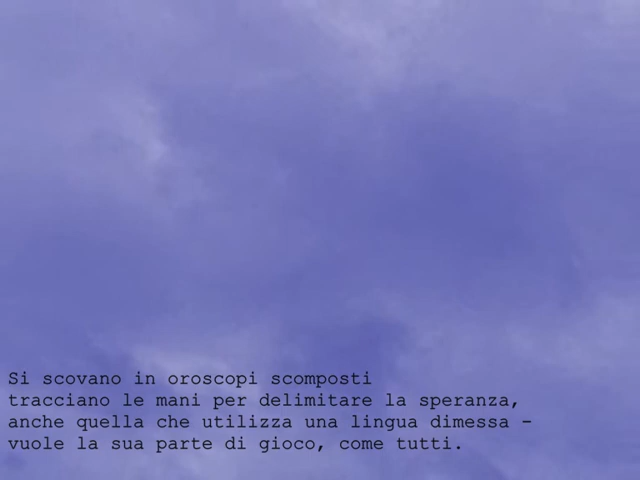 Si scovano in oroscopi scomposti
tracciano le mani per delimitare la speranza,
anche quella che utilizza una lingua dimessa -
vuole la sua parte di gioco, come tutti.